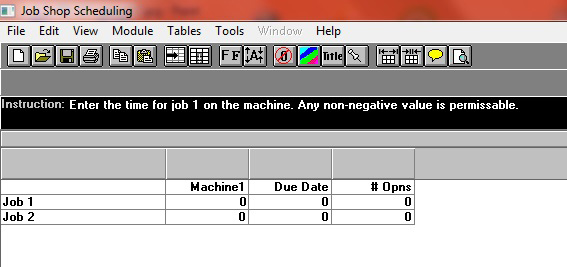 Job Shop Scheduling
File Edit View Module Tables Tools Window Help
F F A Title
Instruction: Enter the time for job 1 on the machine. Any non-negative value is permissable.
Machine1 Due Date # Opns
Job 1 0 0 0
Job 2 0 0 0